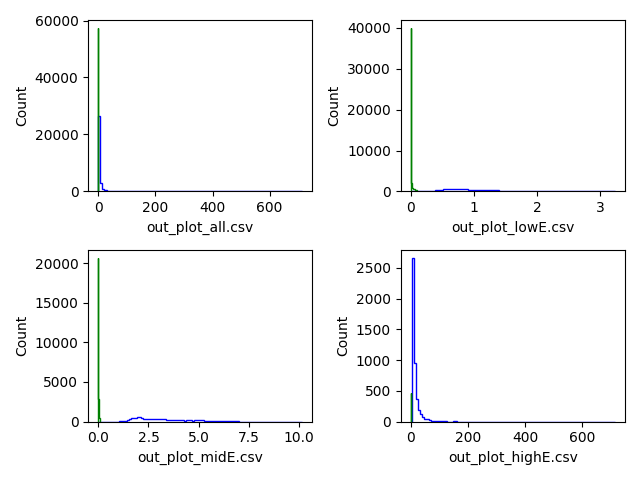 60000
40000
20000
0
Count
0 200 400 600
out_plot_all.csv
40000
30000
20000
10000
0
Count
0 1 2 3
out_plot_lowE.csv
20000
15000
10000
5000
0
Count
0.0 2.5 5.0 7.5 10.0
out_plot_midE.csv
2500
2000
1500
1000
500
0
Count
0 200 400 600
out_plot_highE.csv